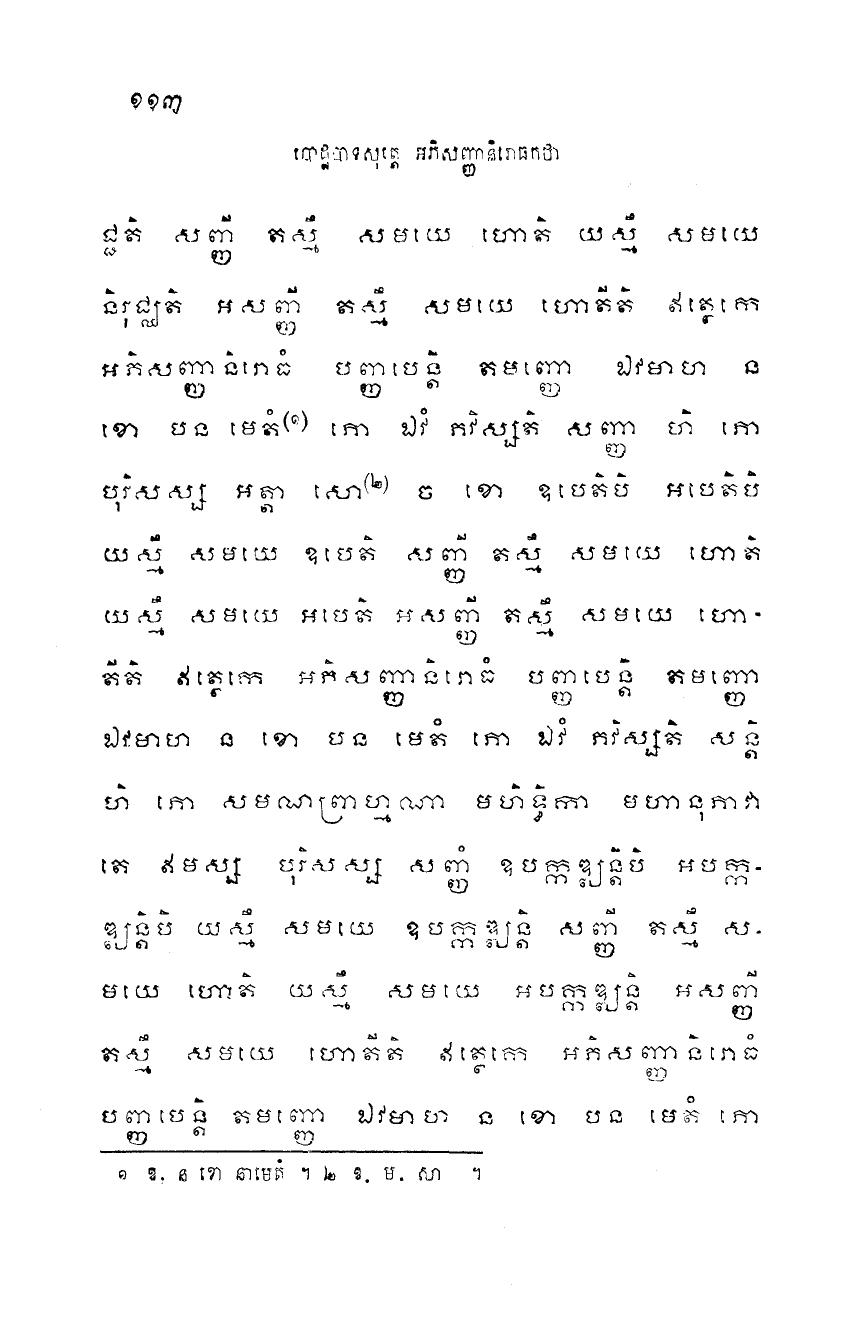 ១១៣
បោដ្ឋបាទសុត្តេ អភិសញ្ញានិរោធកថា
ជ្ជតិ សញ្ញី តស្មឹ សមយេ ហោតិ យស្មឹ សមយេ
និរុជ្ឈតិ អសញ្ញី តស្មឹ សមយេ ហោតីតិ ឥត្ថេកេ
អភិសញ្ញានិរោធំ បញ្ញបេន្តិ តមញ្ញោ ឯវមាហ ន
ខោ បន មេតំ(១) ភោ ឯវំ ភវិស្សតិ សញ្ញា ហិ ភោ
បុរិសស្ស អត្តា សោ(២) ច ខោ ឧបេតិបិ អបេតិបិ
យស្មឹ សមយេ ឧបេតិ សញ្ញី តស្មឹ សមយេ ហោតិ
យស្មឹ សមយេ អបេតិ អសញ្ញី តស្មឹ សមយេ ហោ-
តីតិ ឥត្ថេកេ អភិសញ្ញានិរោធំ បញ្ញបេន្តិ តមញ្ញោ
ឯវមាហ ន ខោ បន មេតំ ភោ ឯវំ ភវិស្សតិ សន្តិ
ហិ ភោ សមណព្រាហ្មណា មហិទ្ធិកា មហានុភាវា
តេ ឥមស្ស បុរិសស្ស សញ្ញំ ឧបកដ្ឍន្តិបិ អបក-
ឌ្ឍន្តិបិ យស្មឹ សមយេ ឧបកឌ្ឍន្តិ សញ្ញី តស្មឹ ស-
មយេ ហោតិ យស្មឹ សមយេ អបកឌ្ឍន្តិ អសញ្ញី
តស្មឹ សមយេ ហោតីតិ ឥត្ថេកេ អភិសញ្ញានិរោធំ
បញ្ញបេន្តិ តមញ្ញោ ឯវមាហ ន ខោ បន មេតំ ភោ
១ ឱ. ន ខោ នាមេតំ ។ ២ ឱ. ម. សា ។